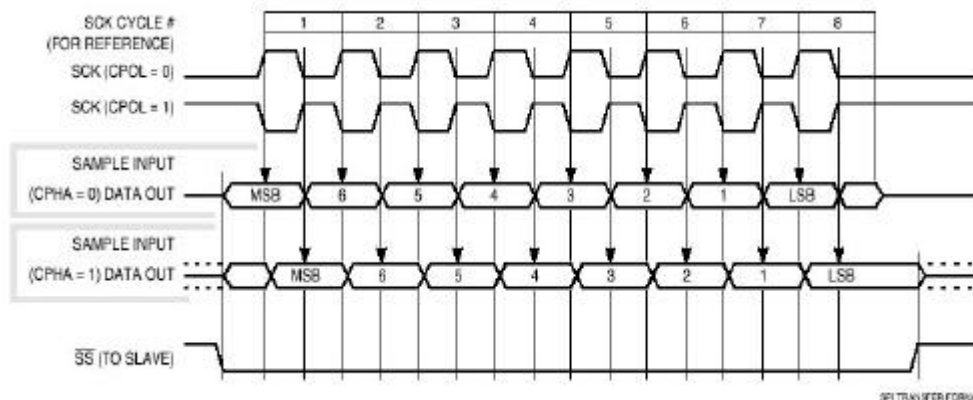 SCK CYCLE # 1 2 3 4 5 6 7 8
(FOR REFERENCE)
SCK (CPOL = 0)
SCK (CPOL = 1)
SAMPLE INPUT
(CPHA = 0) DATA OUT MSB 6 5 4 3 2 1 LSB
SAMPLE INPUT
(CPHA = 1) DATA OUT MSB 6 5 4 3 2 1 LSB
SS (TO SLAVE)